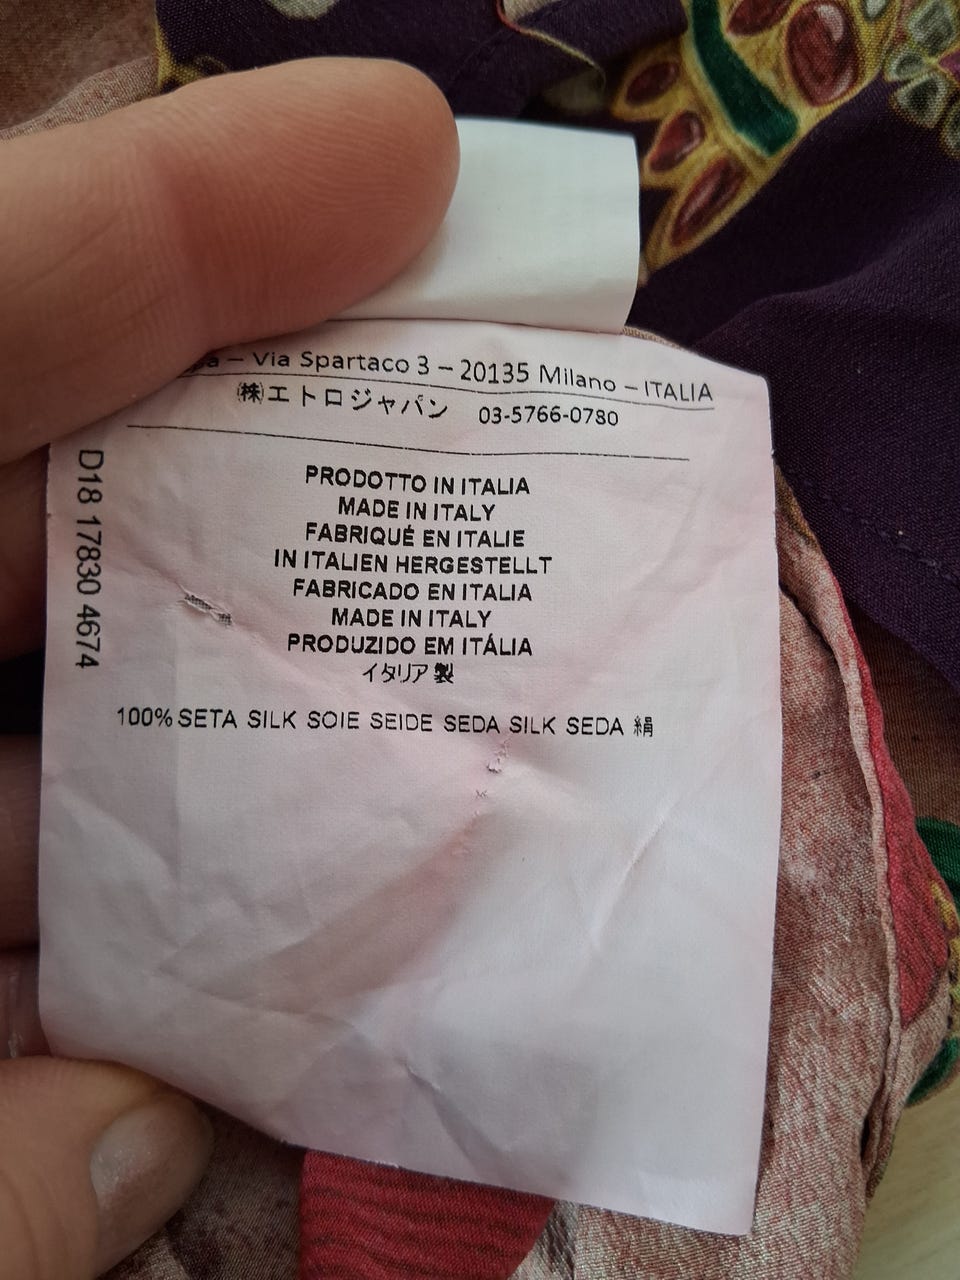 – Via Spartaco 3 – 20135 Milano – ITALIA
㈱エトロジャパン 03-5766-0780
PRODOTTO IN ITALIA
MADE IN ITALY
FABRIQUÉ EN ITALIE
IN ITALIEN HERGESTELLT
FABRICADO EN ITALIA
MADE IN ITALY
PRODUZIDO EM ITÁLIA
イタリア製
100% SETA SILK SOIE SEIDE SEDA SILK SEDA 絹
D18 17830 4674